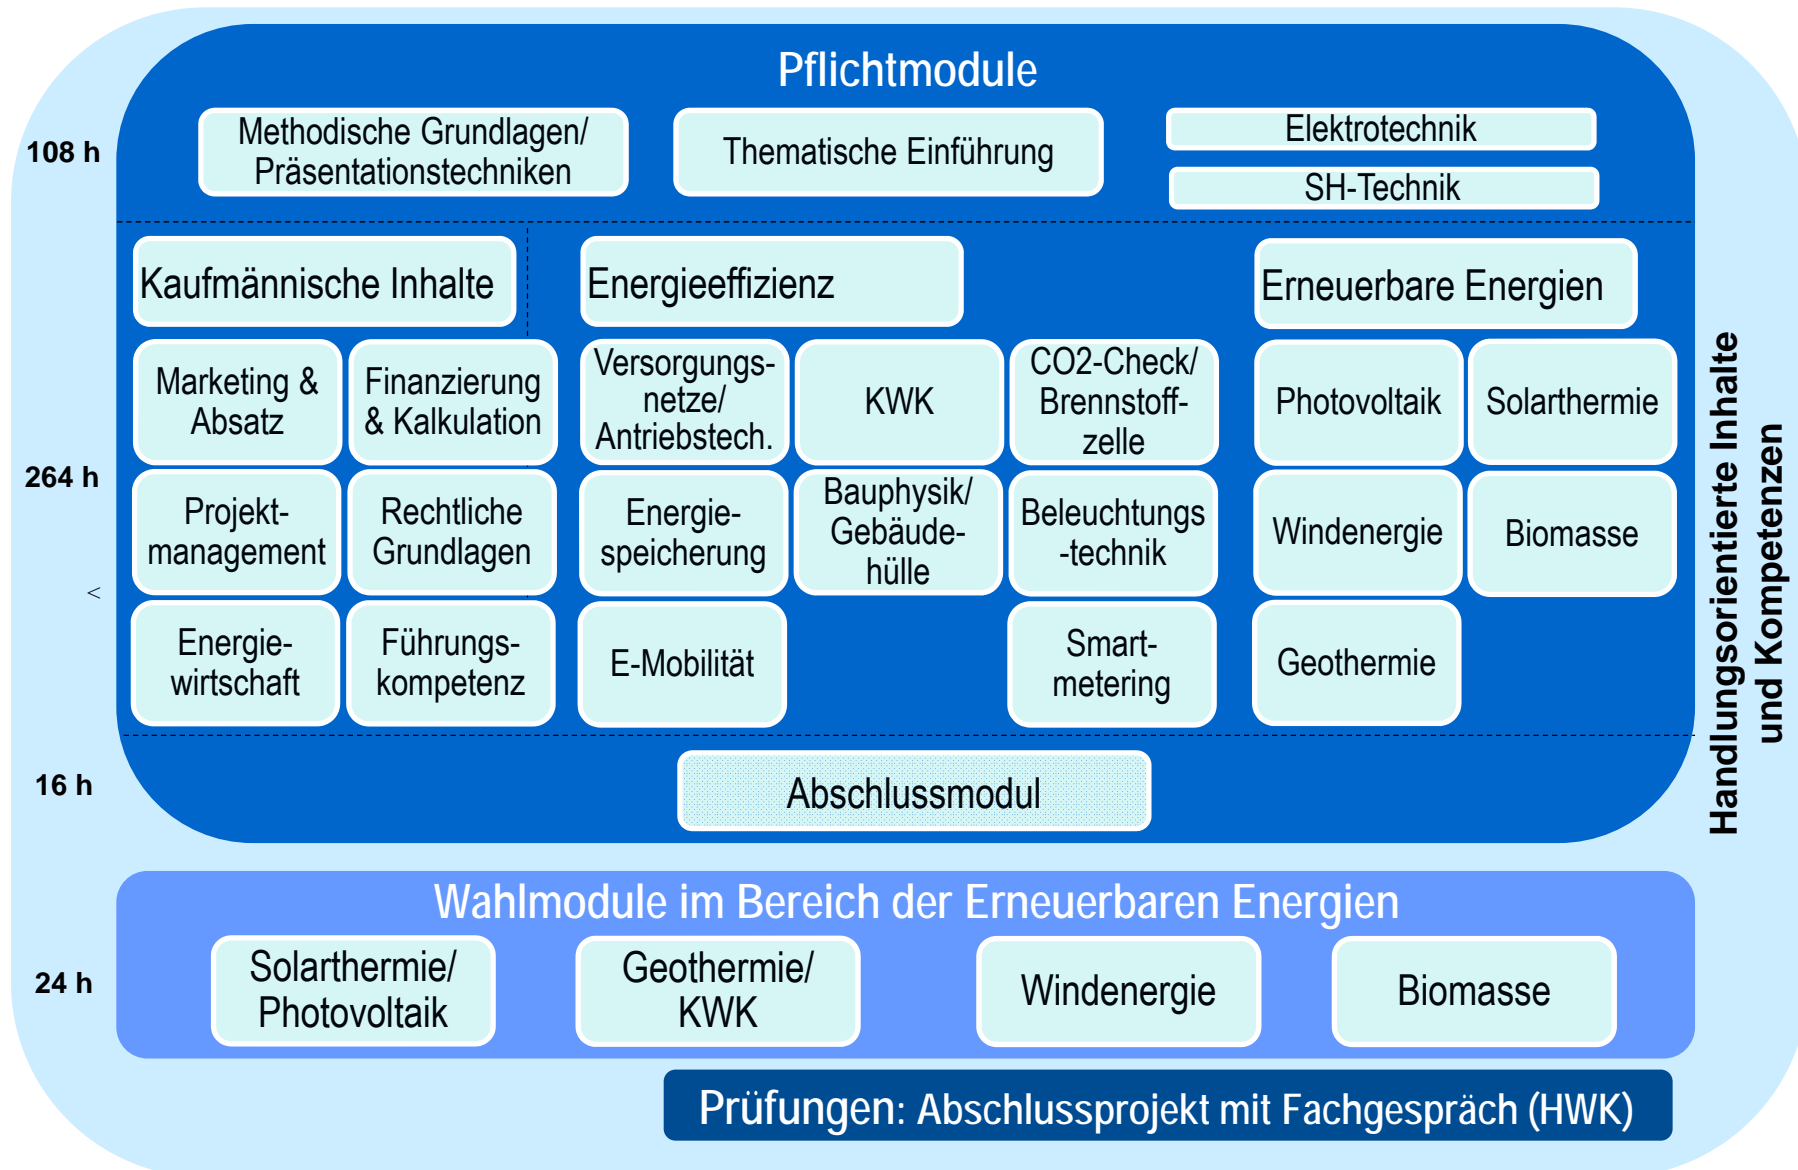 Pflichtmodule
108 h
Methodische Grundlagen/
Präsentationstechniken
Thematische Einführung
Elektrotechnik
SH-Technik
Kaufmännische Inhalte
Energieeffizienz
Erneuerbare Energien
264 h
Marketing &
Absatz
Finanzierung
& Kalkulation
Versorgungs-
netze/
Antriebstech.
KWK
CO2-Check/
Brennstoff-
zelle
Photovoltaik
Solarthermie
Projekt-
management
Rechtliche
Grundlagen
Energie-
speicherung
Bauphysik/
Gebäude-
hülle
Beleuchtungs
-technik
Windenergie
Biomasse
<
Energie-
wirtschaft
Führungs-
kompetenz
E-Mobilität
Smart-
metering
Geothermie
16 h
Abschlussmodul
Handlungsorientierte Inhalte
und Kompetenzen
Wahlmodule im Bereich der Erneuerbaren Energien
24 h
Solarthermie/
Photovoltaik
Geothermie/
KWK
Windenergie
Biomasse
Prüfungen: Abschlussprojekt mit Fachgespräch (HWK)